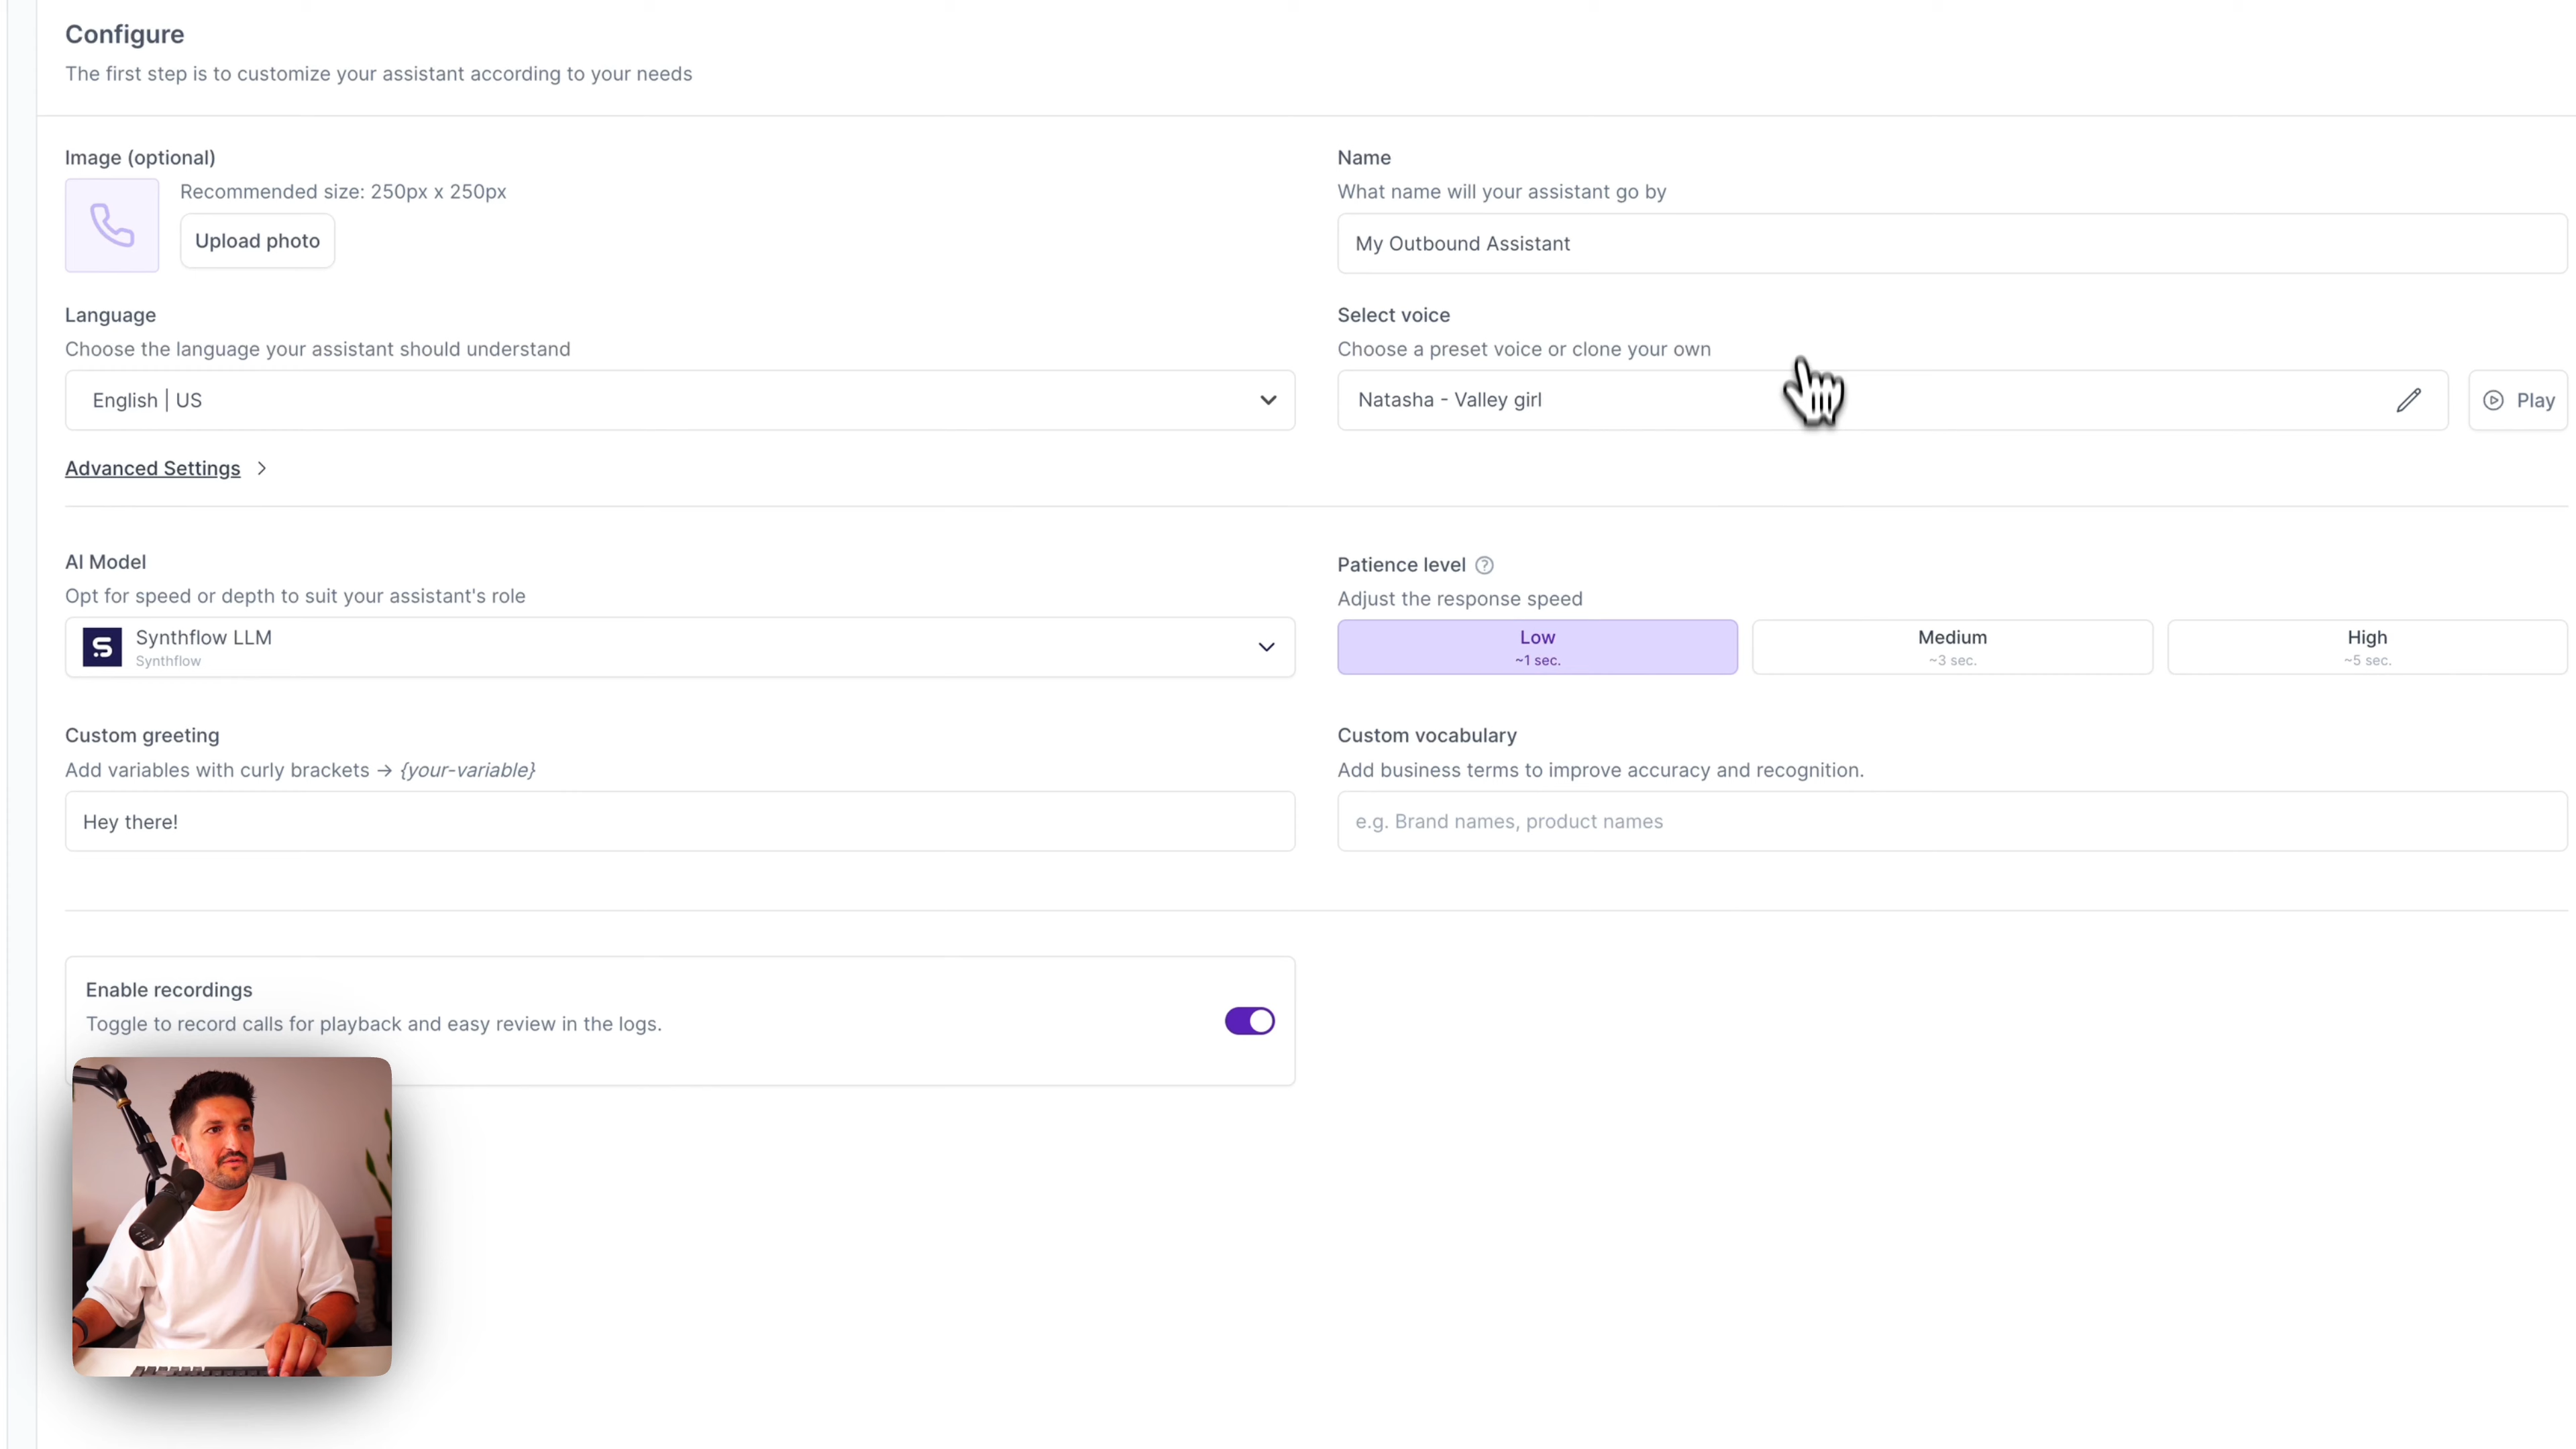 Configure
The first step is to customize your assistant according to your needs
Image (optional)
Recommended size: 250px x 250px
Upload photo
Name
What name will your assistant go by
My Outbound Assistant
Language
Choose the language your assistant should understand
English | US
Select voice
Choose a preset voice or clone your own
Natasha - Valley girl
Play
Advanced Settings
AI Model
Opt for speed or depth to suit your assistant's role
Synthflow LLM
Synthflow
Patience level
Adjust the response speed
Low
~1 sec.
Medium
~3 sec.
High
~5 sec.
Custom greeting
Add variables with curly brackets → {your-variable}
Hey there!
Custom vocabulary
Add business terms to improve accuracy and recognition.
e.g. Brand names, product names
Enable recordings
Toggle to record calls for playback and easy review in the logs.